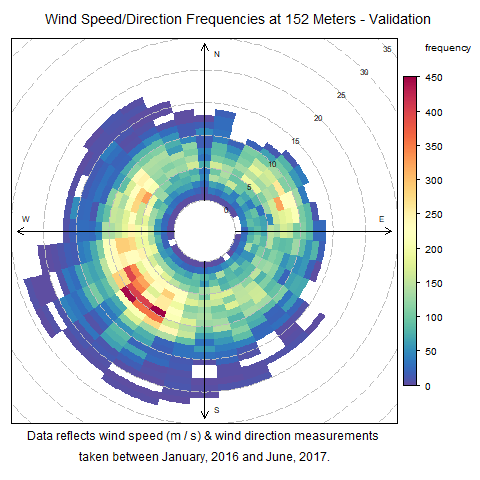 Wind Speed/Direction Frequencies at 152 Meters - Validation
frequency
N
W
E
S
0
5
10
15
20
25
30
35
450
400
350
300
250
200
150
100
50
0
Data reflects wind speed (m / s) & wind direction measurements
taken between January, 2016 and June, 2017.